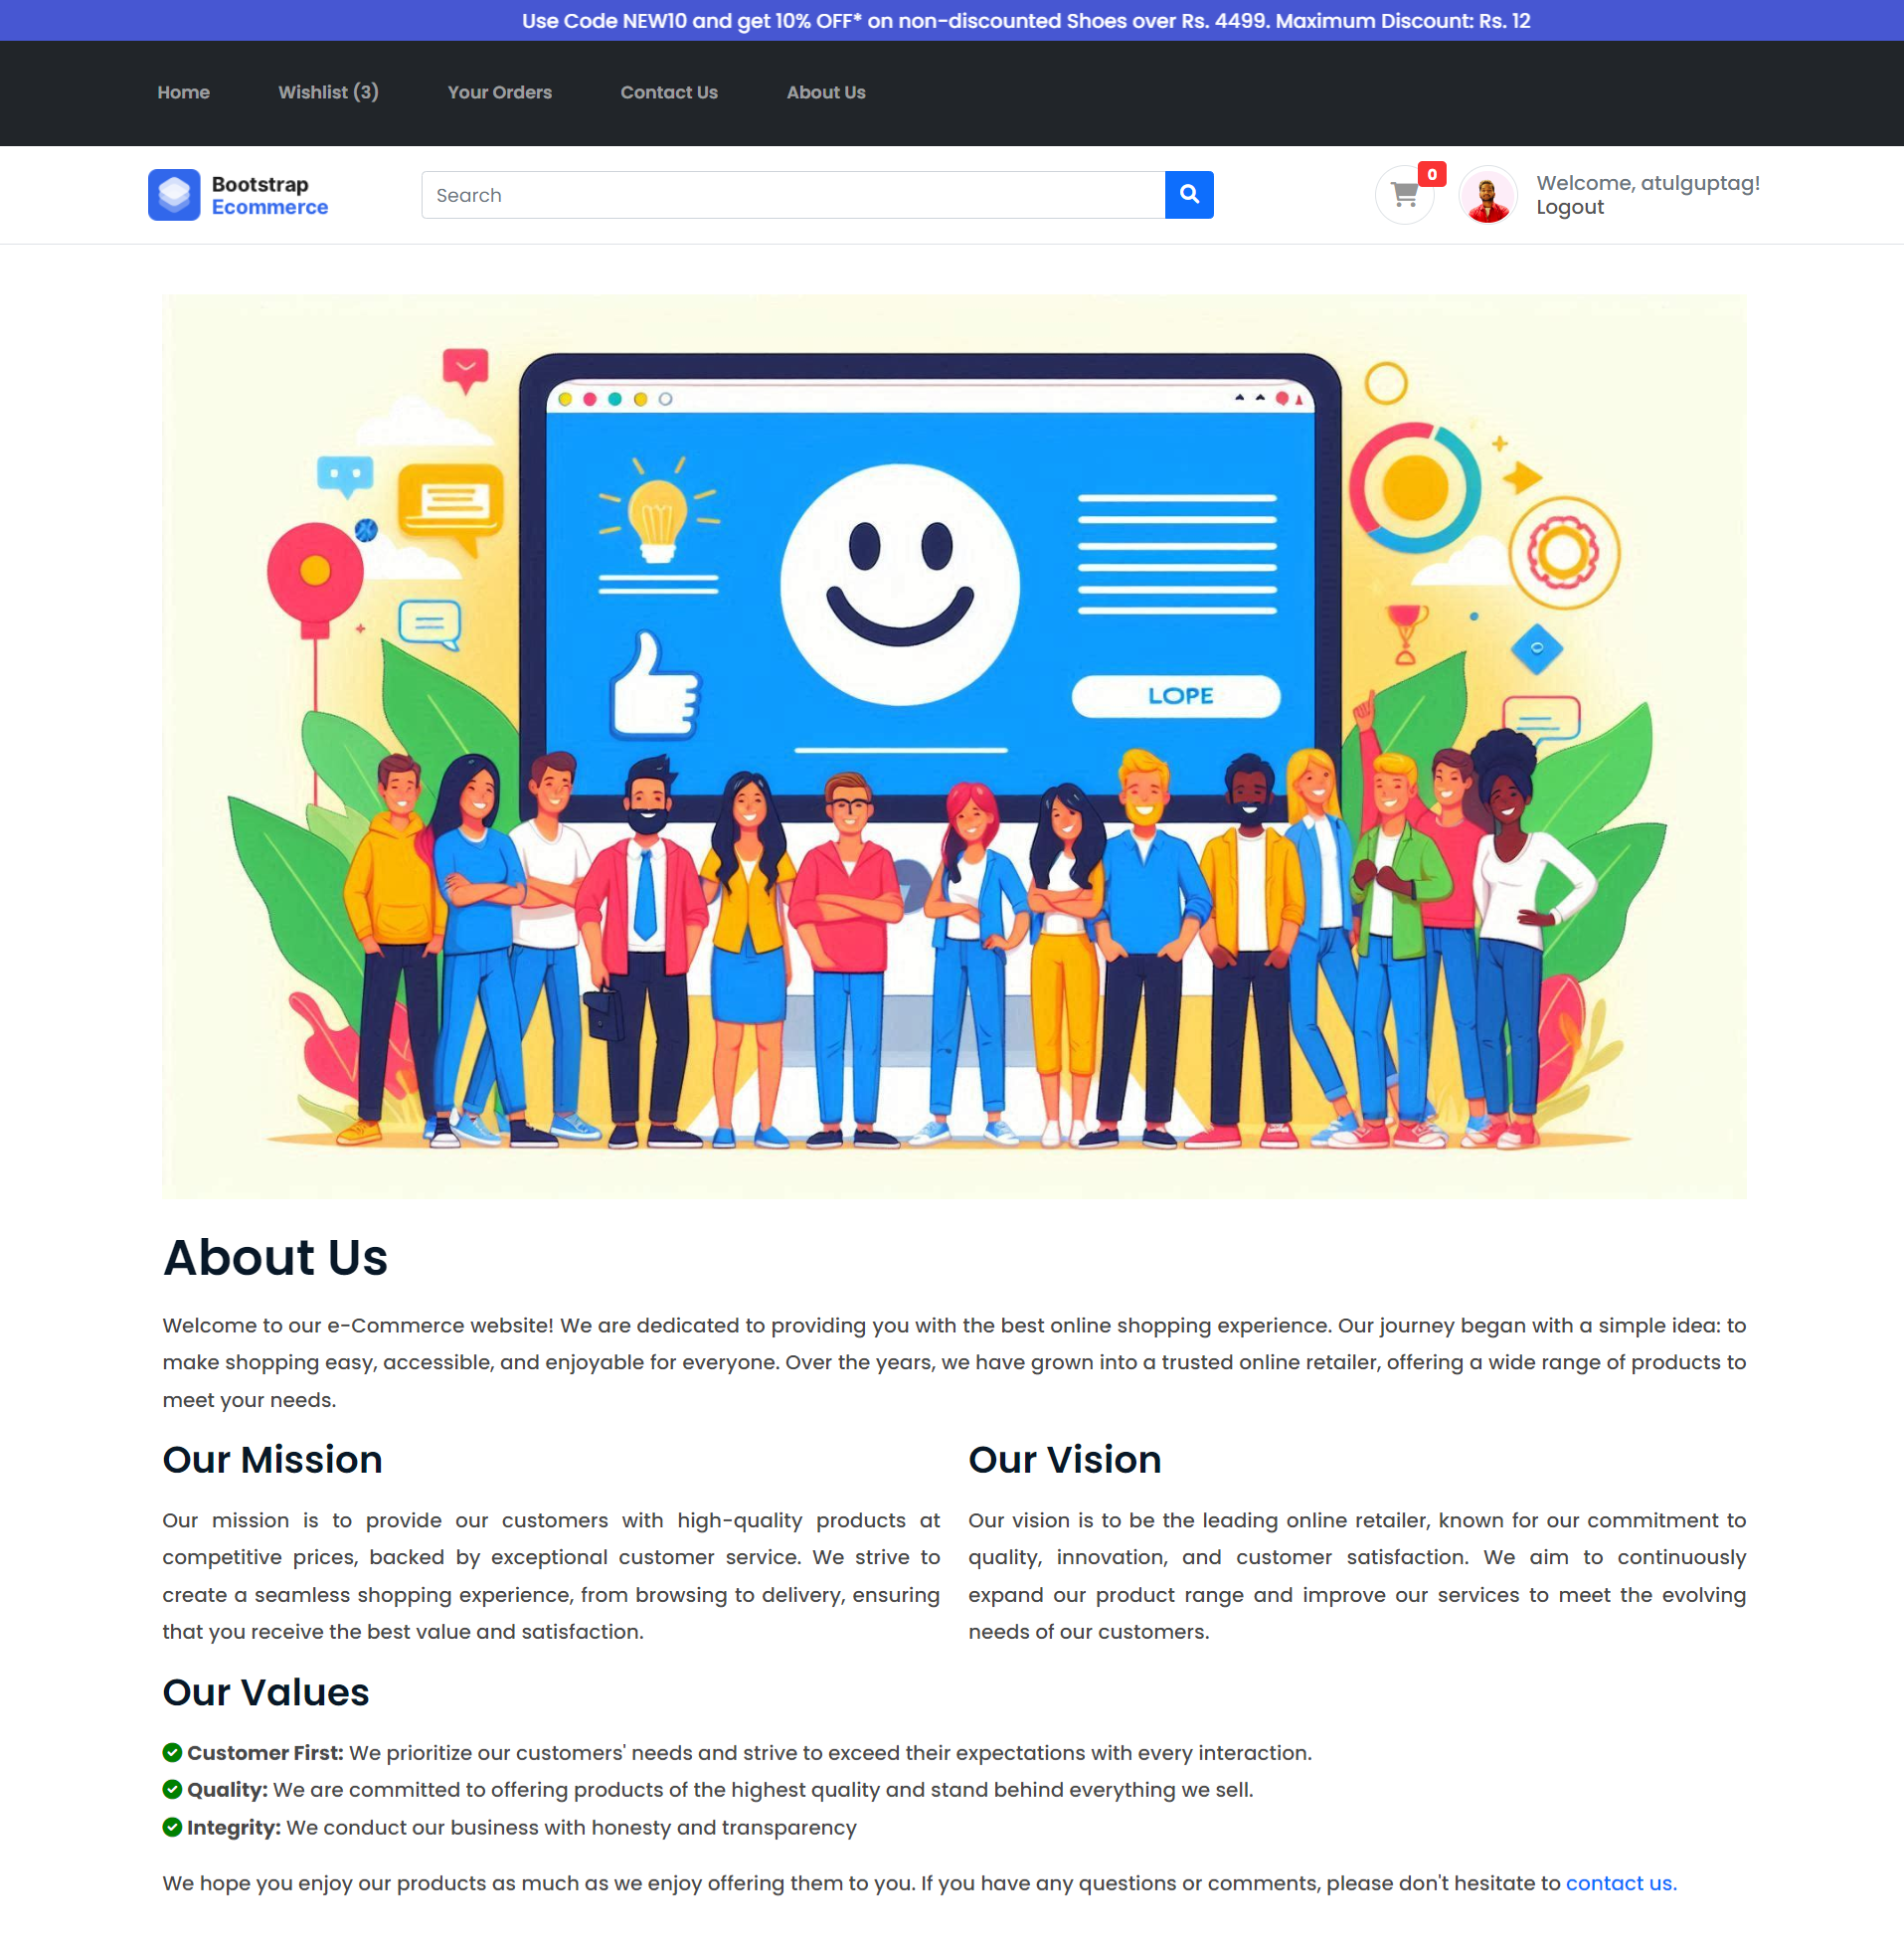 Use Code NEW10 and get 10% OFF* on non-discounted Shoes over Rs. 4499. Maximum Discount: Rs. 12
Home Wishlist (3) Your Orders Contact Us About Us
Bootstrap
Ecommerce
Search
0
Welcome, atulguptag!
Logout
LOPE
About Us
Welcome to our e-Commerce website! We are dedicated to providing you with the best online shopping experience. Our journey began with a simple idea: to
make shopping easy, accessible, and enjoyable for everyone. Over the years, we have grown into a trusted online retailer, offering a wide range of products to
meet your needs.
Our Mission
Our mission is to provide our customers with high-quality products at
competitive prices, backed by exceptional customer service. We strive to
create a seamless shopping experience, from browsing to delivery, ensuring
that you receive the best value and satisfaction.
Our Vision
Our vision is to be the leading online retailer, known for our commitment to
quality, innovation, and customer satisfaction. We aim to continuously
expand our product range and improve our services to meet the evolving
needs of our customers.
Our Values
Customer First: We prioritize our customers' needs and strive to exceed their expectations with every interaction.
Quality: We are committed to offering products of the highest quality and stand behind everything we sell.
Integrity: We conduct our business with honesty and transparency
We hope you enjoy our products as much as we enjoy offering them to you. If you have any questions or comments, please don't hesitate to contact us.